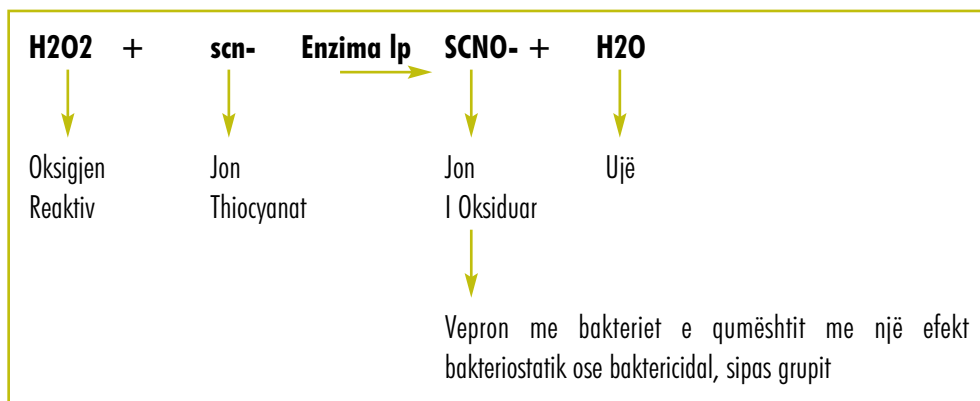 H2O2 + scn- Enzima lp SCNO- + H2O
Oksigjen Jon Jon Ujë
Reaktiv Thiocyanat I Oksiduar
Vepron me bakteriet e qumështit me një efekt
bakteriostatik ose baktericidal, sipas grupit